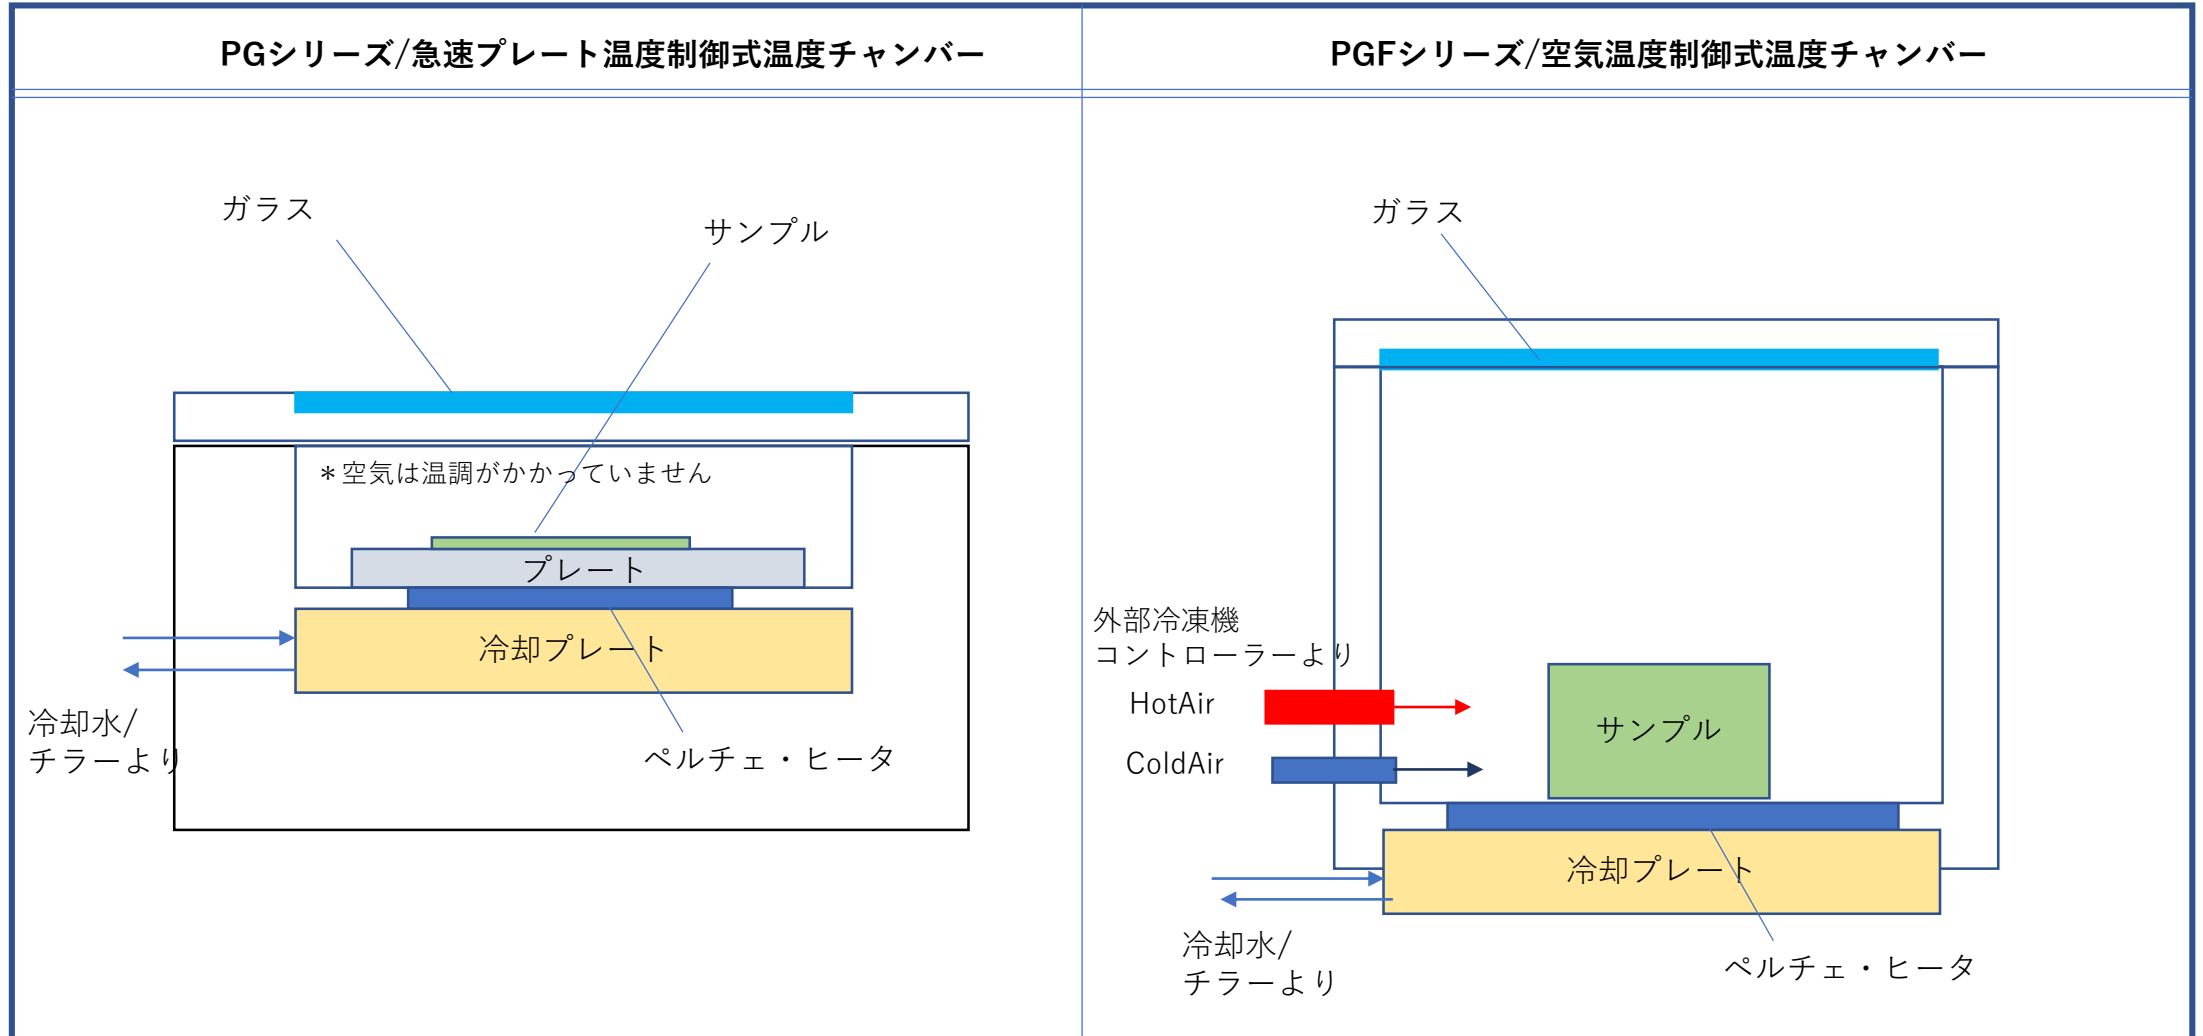 PGシリーズ/急速プレート温度制御式温度チャンバー
ガラス
サンプル
*空気は温調がかかっていません
プレート
冷却プレート
冷却水/
チラーより
ペルチェ・ヒータ
PGFシリーズ/空気温度制御式温度チャンバー
ガラス
外部冷凍機
コントローラーより
HotAir
ColdAir
サンプル
冷却プレート
冷却水/
チラーより
ペルチェ・ヒータ